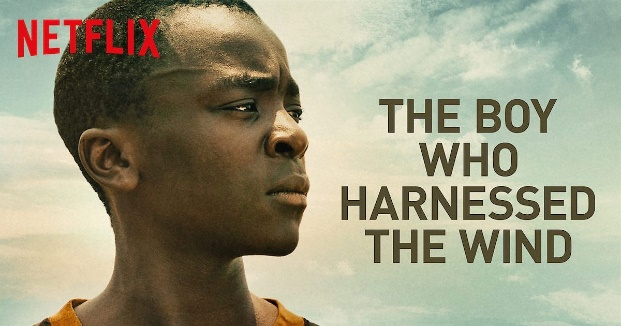 NETFLIX
THE BOY
WHO
HARNESSED
THE WIND